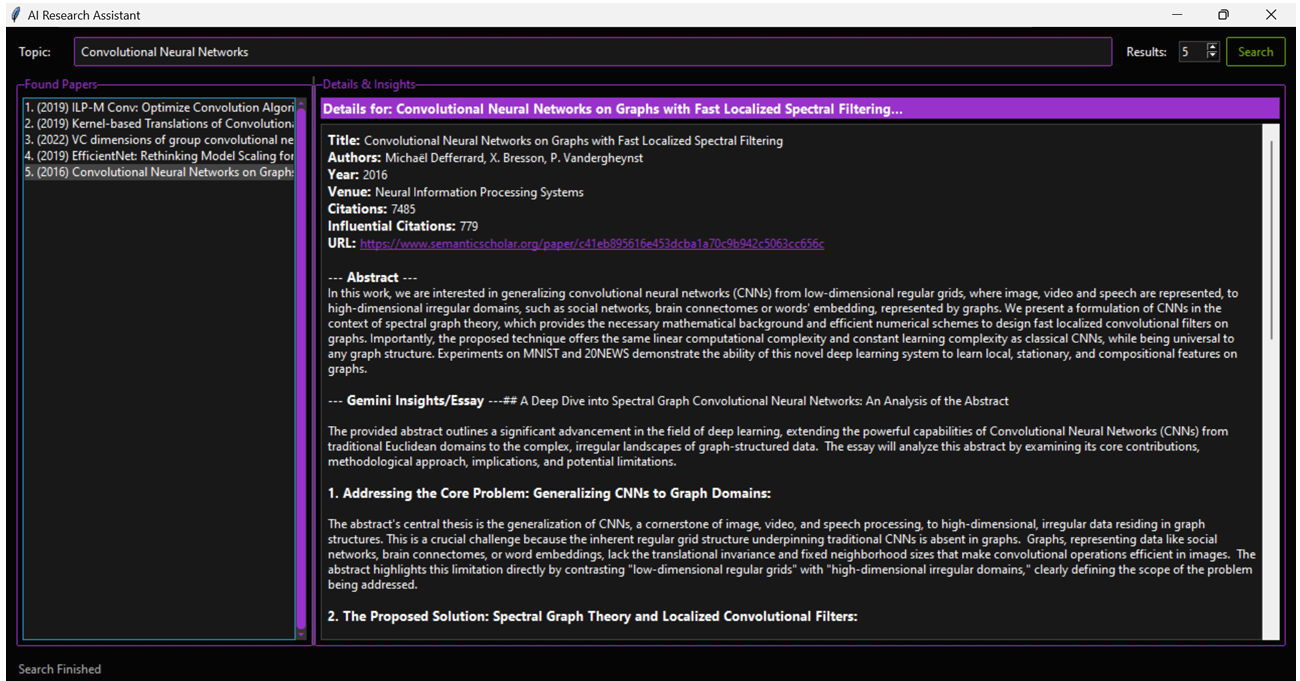 AI Research Assistant
Topic: Convolutional Neural Networks Results: 5 Search
Found Papers
1. (2019) ILP-M Conv: Optimize Convolution Algori
2. (2019) Kernel-based Translations of Convolution
3. (2022) VC dimensions of group convolutional ne
4. (2019) EfficientNet: Rethinking Model Scaling for
5. (2016) Convolutional Neural Networks on Graph
Details & Insights
Details for: Convolutional Neural Networks on Graphs with Fast Localized Spectral Filtering...
Title: Convolutional Neural Networks on Graphs with Fast Localized Spectral Filtering
Authors: Michaël Defferrard, X. Bresson, P. Vandergheynst
Year: 2016
Venue: Neural Information Processing Systems
Citations: 7485
Influential Citations: 779
URL: https://www.semanticscholar.org/paper/c41eb895616e453dcba1a70c9b942c5063cc656c
--- Abstract ---
In this work, we are interested in generalizing convolutional neural networks (CNNs) from low-dimensional regular grids, where image, video and speech are represented, to
high-dimensional irregular domains, such as social networks, brain connectomes or words' embedding, represented by graphs. We present a formulation of CNNs in the
context of spectral graph theory, which provides the necessary mathematical background and efficient numerical schemes to design fast localized convolutional filters on
graphs. Importantly, the proposed technique offers the same linear computational complexity and constant learning complexity as classical CNNs, while being universal to
any graph structure. Experiments on MNIST and 20NEWS demonstrate the ability of this novel deep learning system to learn local, stationary, and compositional features on
graphs.
--- Gemini Insights/Essay ---## A Deep Dive into Spectral Graph Convolutional Neural Networks: An Analysis of the Abstract
The provided abstract outlines a significant advancement in the field of deep learning, extending the powerful capabilities of Convolutional Neural Networks (CNNs) from
traditional Euclidean domains to the complex, irregular landscapes of graph-structured data. The essay will analyze this abstract by examining its core contributions,
methodological approach, implications, and potential limitations.
1. Addressing the Core Problem: Generalizing CNNs to Graph Domains:
The abstract's central thesis is the generalization of CNNs, a cornerstone of image, video, and speech processing, to high-dimensional, irregular data residing in graph
structures. This is a crucial challenge because the inherent regular grid structure underpinning traditional CNNs is absent in graphs. Graphs, representing data like social
networks, brain connectomes, or word embeddings, lack the translational invariance and fixed neighborhood sizes that make convolutional operations efficient in images. The
abstract highlights this limitation directly by contrasting "low-dimensional regular grids" with "high-dimensional irregular domains," clearly defining the scope of the problem
being addressed.
2. The Proposed Solution: Spectral Graph Theory and Localized Convolutional Filters:
Search Finished